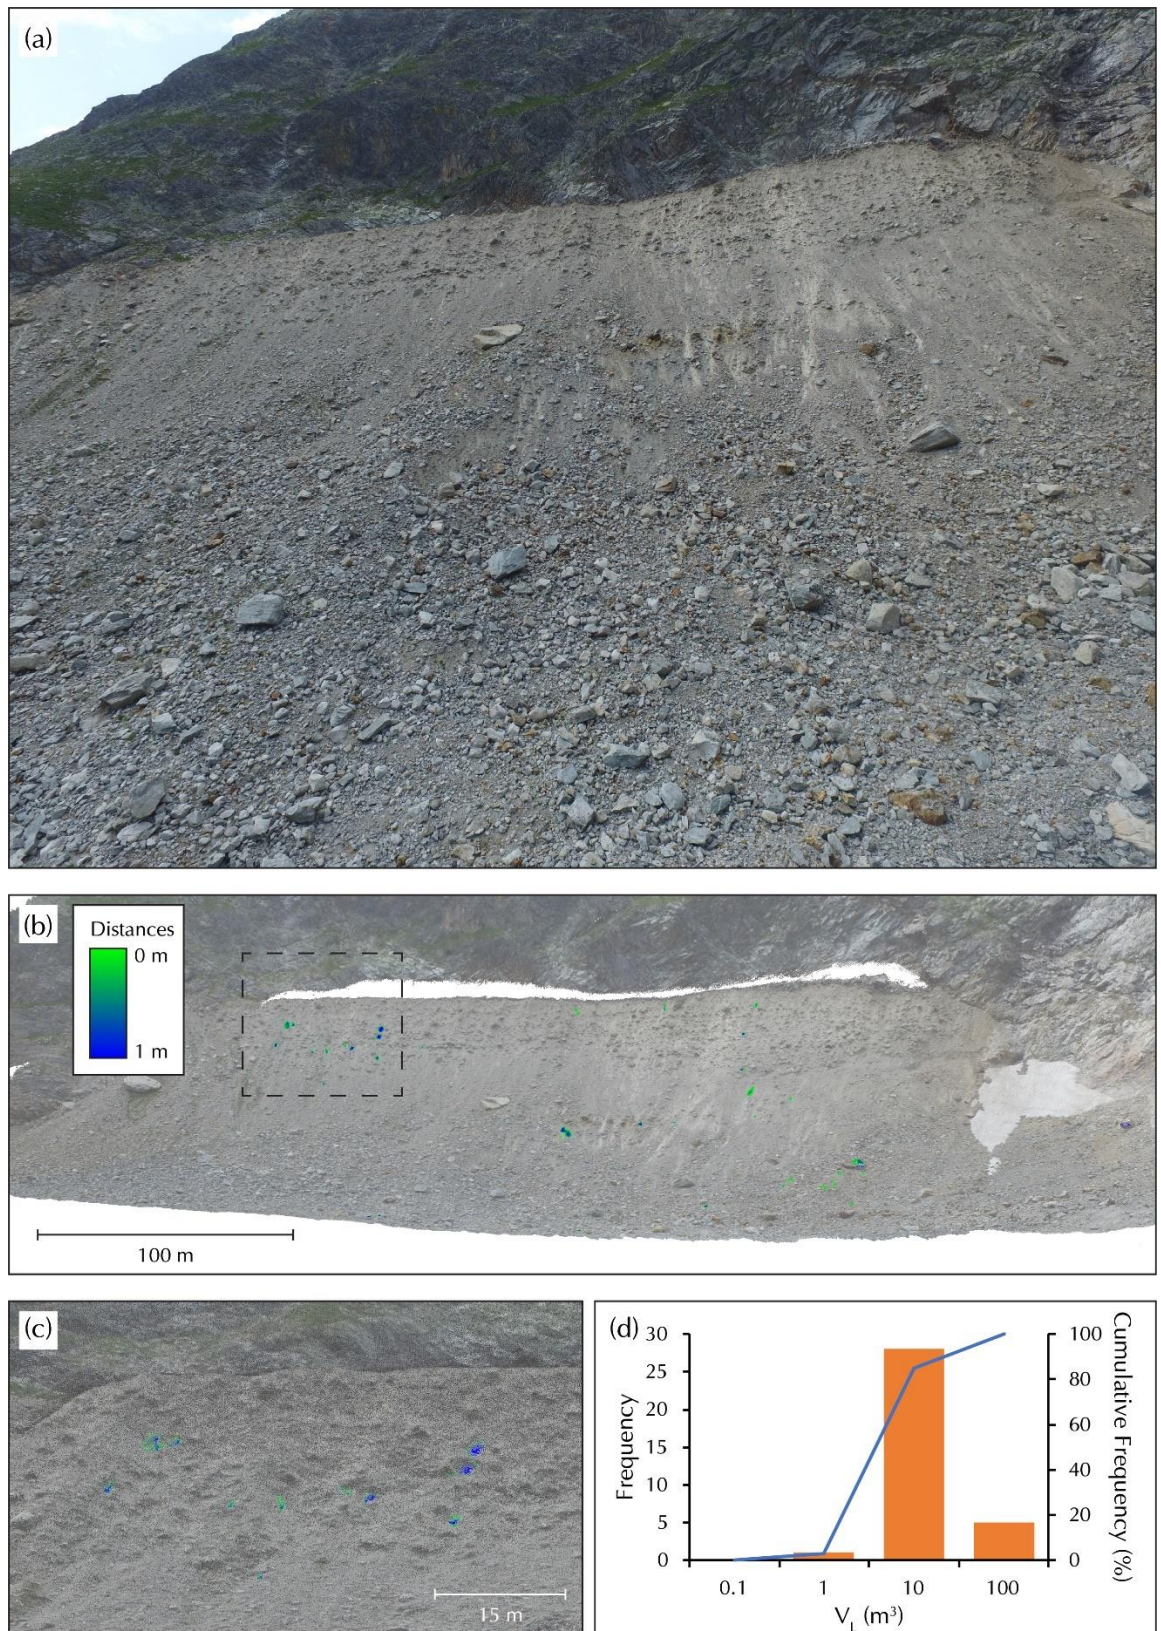 (a)
(b)
Distances
0 m
1 m
100 m
(c)
15 m
(d)
30
25
20
15
10
5
0
Frequency
100
80
60
40
20
0
Cumulative Frequency (%)
0.1 1 10 100
V_L (m³)